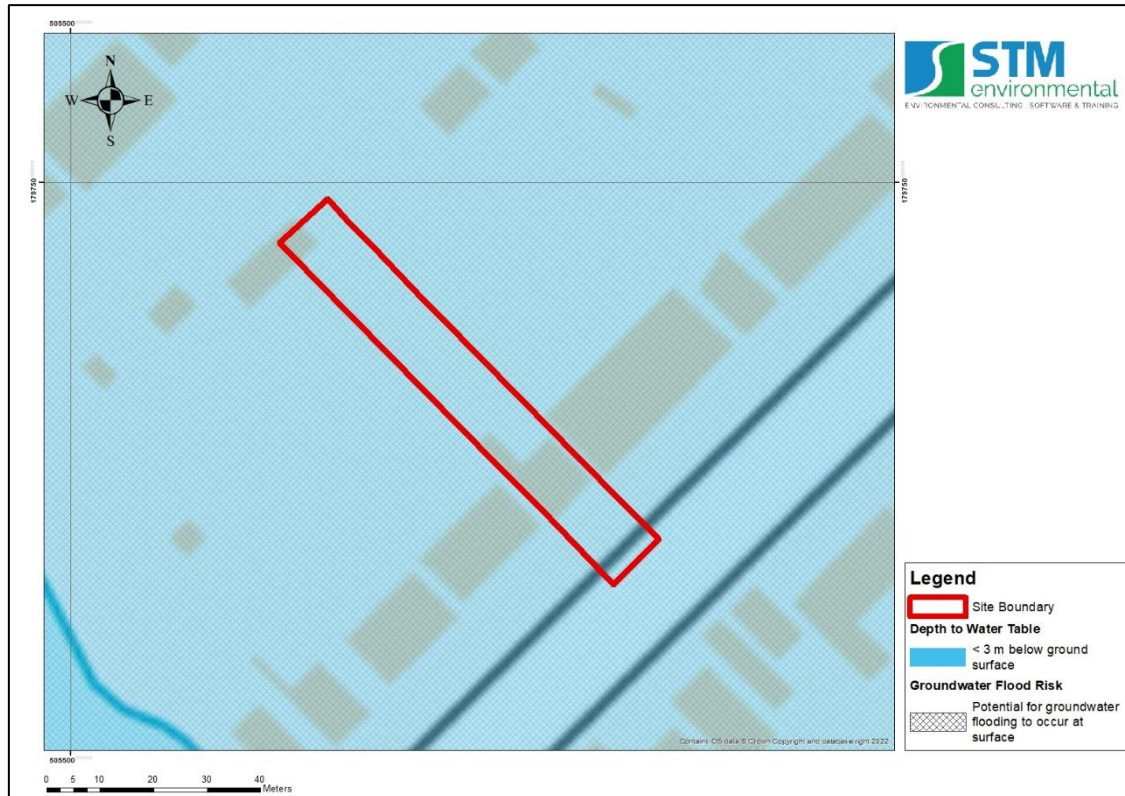 505500
N
W E
S
179750
179750
STM
environmental
ENVIRONMENTAL CONSULTING SOFTWARE & TRAINING
Legend
Site Boundary
Depth to Water Table
< 3 m below ground
surface
Groundwater Flood Risk
Potential for groundwater
flooding to occur at
surface
Contains OS data © Crown Copyright and database right 2022
505500
0 5 10 20 30 40
Meters